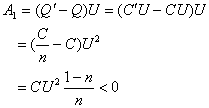 A₁ = (Q' − Q)U = (C'U − CU)U
= (C/n − C)U²
= CU² (1 − n)/n < 0